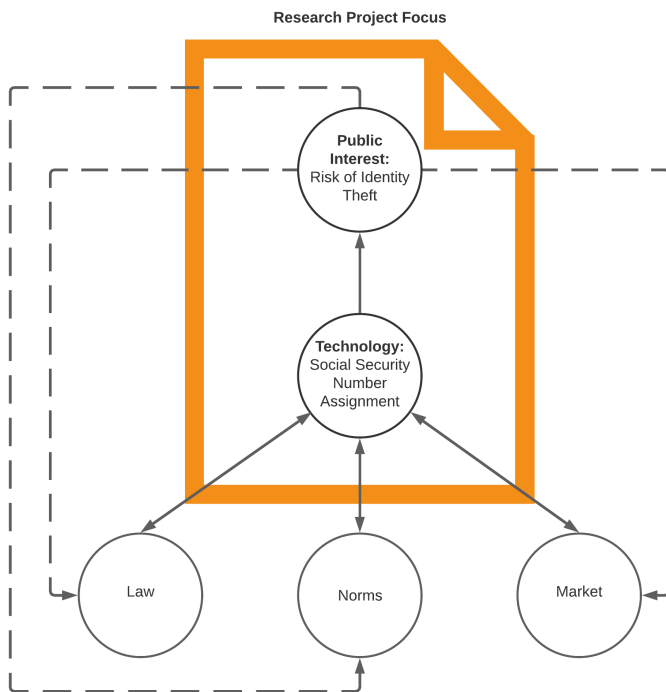 Research Project Focus
Public
Interest:
Risk of Identity
Theft
Technology:
Social Security
Number
Assignment
Law
Norms
Market